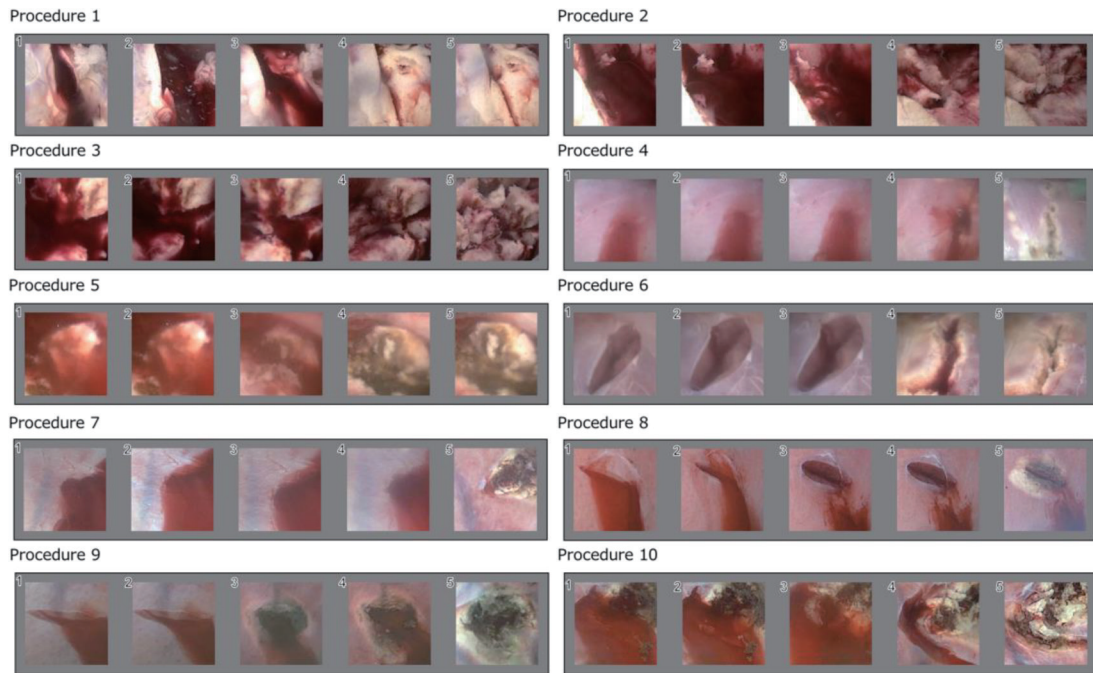 Procedure 1
1 2 3 4 5
Procedure 2
1 2 3 4 5
Procedure 3
1 2 3 4 5
Procedure 4
1 2 3 4 5
Procedure 5
1 2 3 4 5
Procedure 6
1 2 3 4 5
Procedure 7
1 2 3 4 5
Procedure 8
1 2 3 4 5
Procedure 9
1 2 3 4 5
Procedure 10
1 2 3 4 5